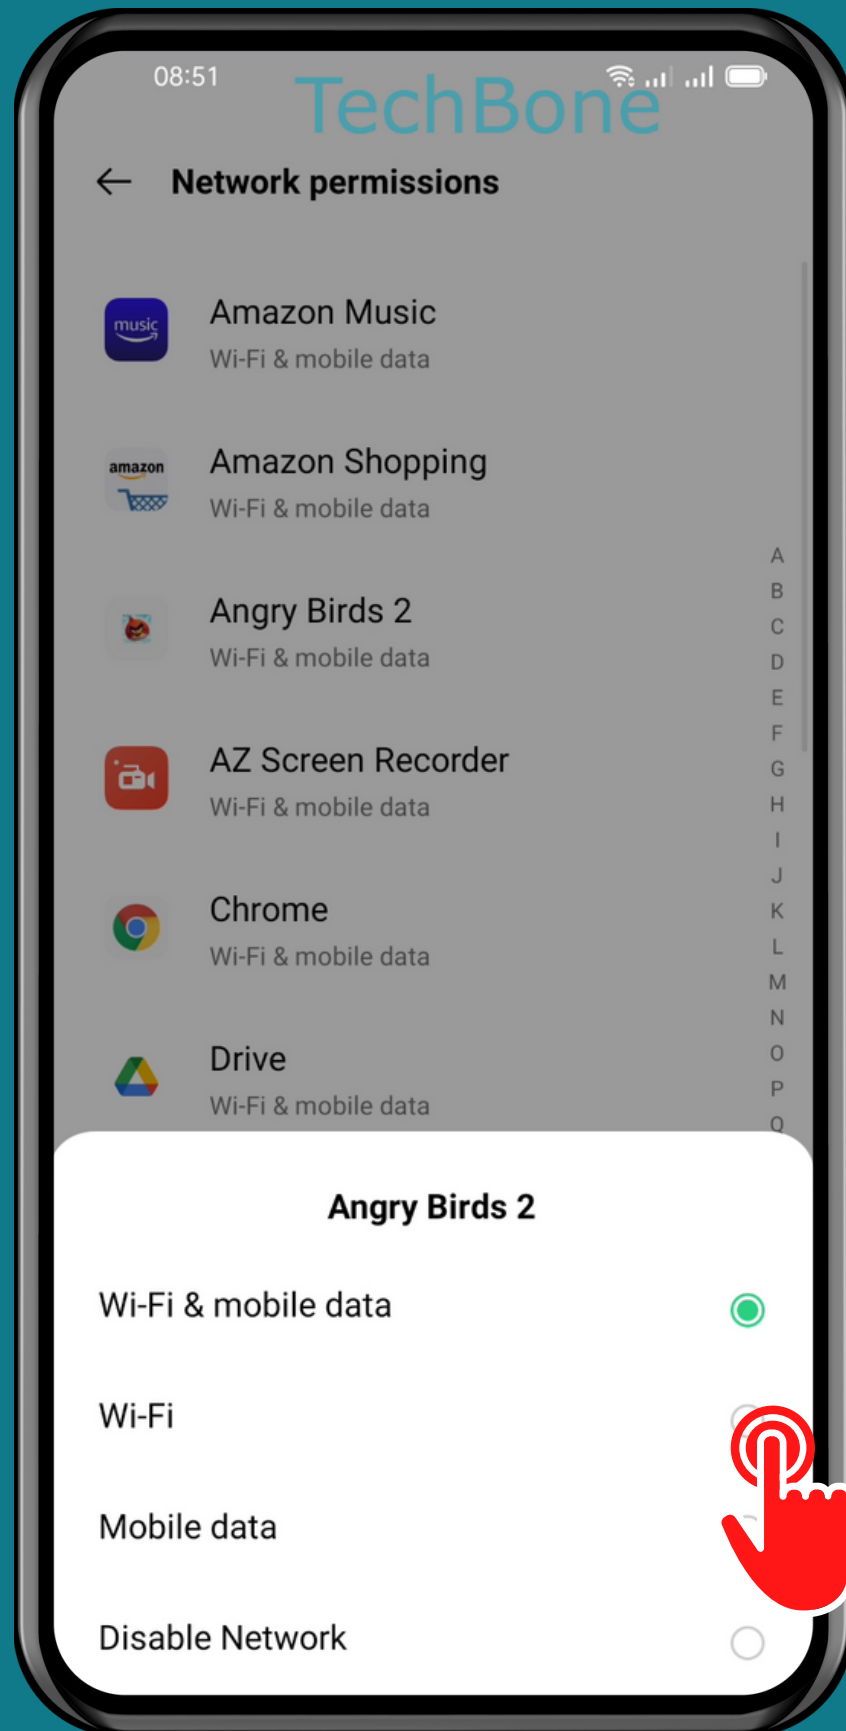 08:51
TechBone
Network permissions
music
Amazon Music
Wi-Fi & mobile data
amazon
Amazon Shopping
Wi-Fi & mobile data
Angry Birds 2
Wi-Fi & mobile data
AZ Screen Recorder
Wi-Fi & mobile data
Chrome
Wi-Fi & mobile data
Drive
Wi-Fi & mobile data
A
B
C
D
E
F
G
H
I
J
K
L
M
N
O
P
Q
Angry Birds 2
Wi-Fi & mobile data
Wi-Fi
Mobile data
Disable Network